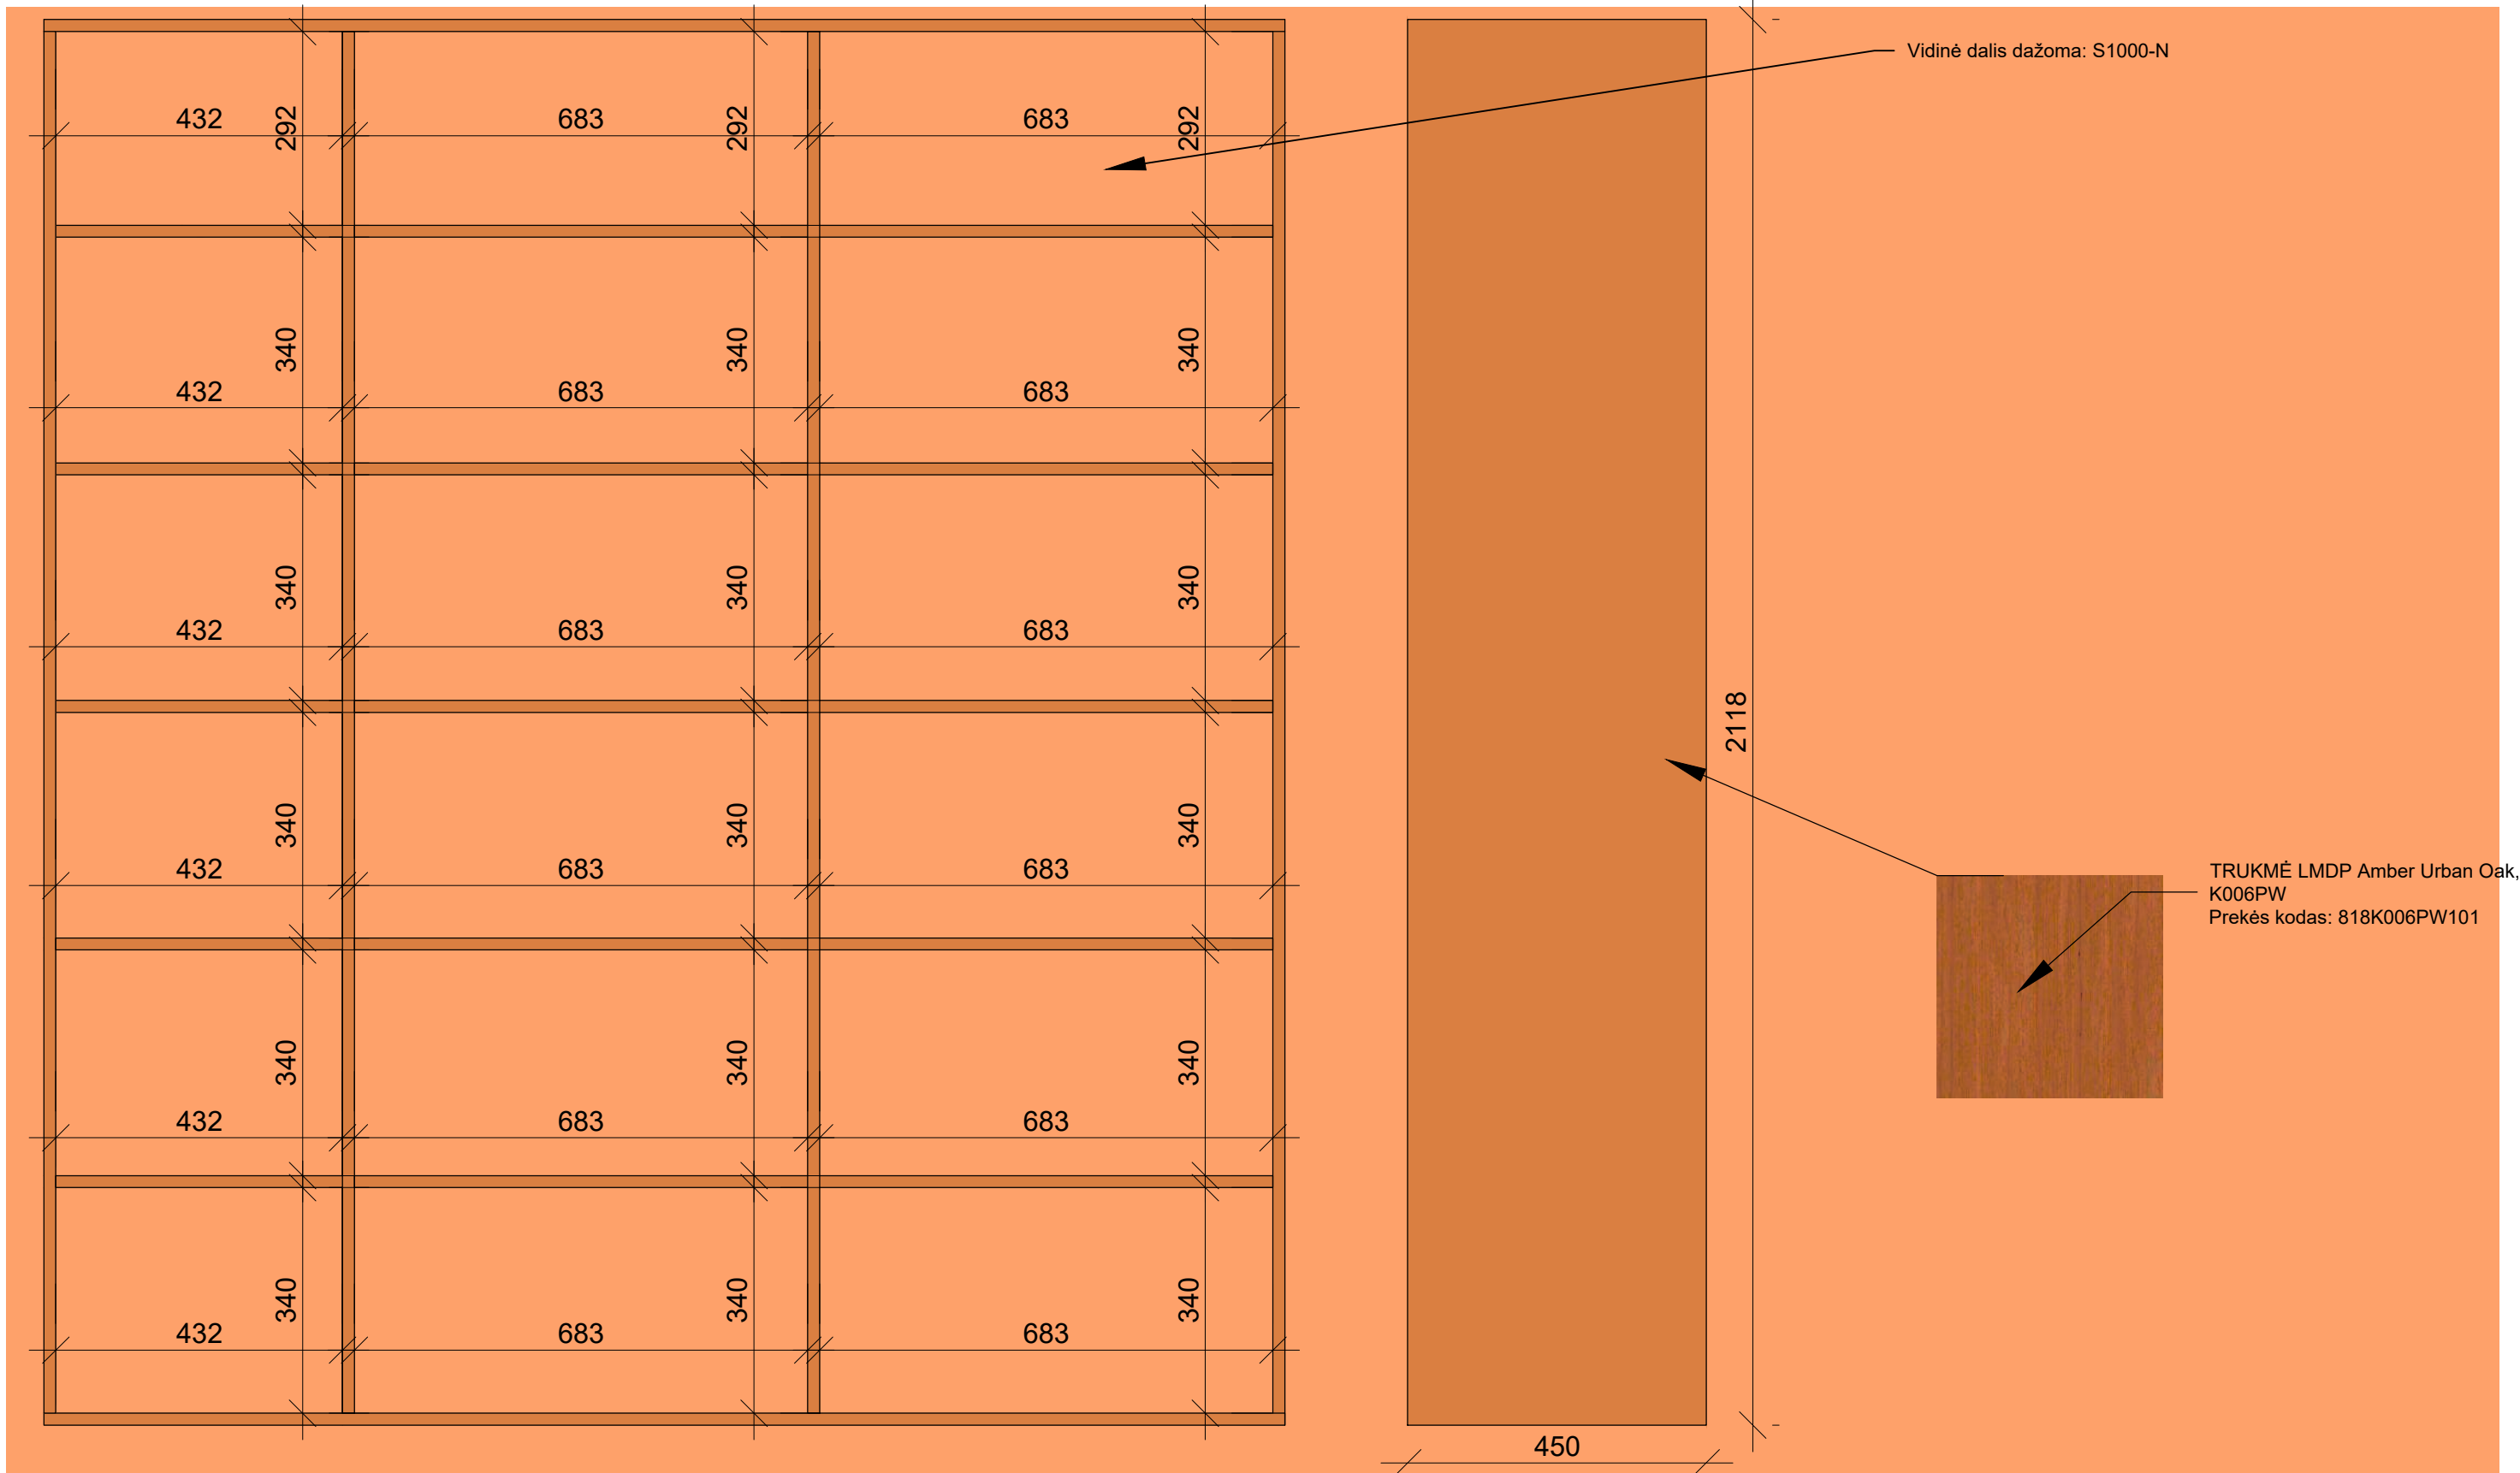 Vidinė dalis dažoma: S1000-N
432 292 683 292 683 292
340 340 340
432 683 683
340 340 340
432 683 683
2118
340 340 340
432 683 683
TRUKMĖ LMDP Amber Urban Oak,
K006PW
Prekės kodas: 818K006PW101
340 340 340
432 683 683
340 340 340
432 683 683
450